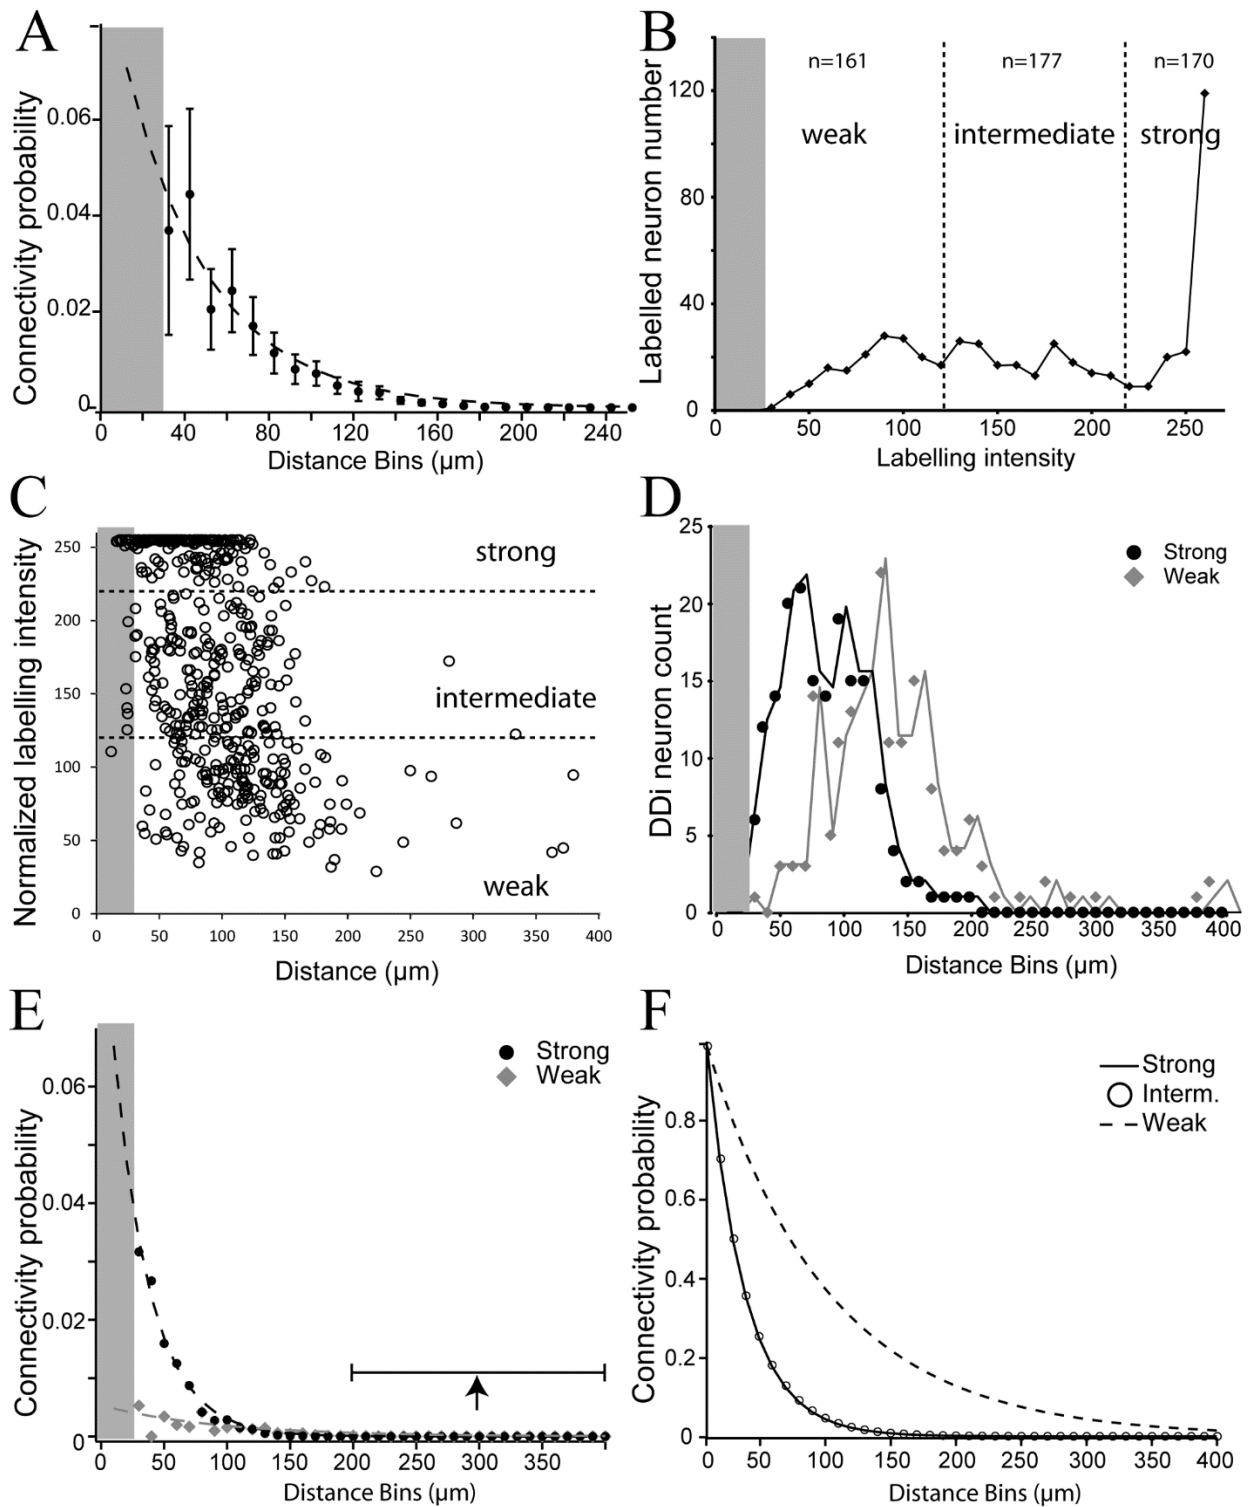 A
Connectivity probability
0.06
0.04
0.02
0
0 40 80 120 160 200 240
Distance Bins (µm)
B
Labelled neuron number
n=161 n=177 n=170
weak intermediate strong
120
80
40
0
0 50 100 150 200 250
Labelling intensity
C
Normalized labelling intensity
250
200
150
100
50
0
strong
intermediate
weak
0 50 100 150 200 250 300 350 400
Distance (µm)
D
DDi neuron count
25
20
15
10
5
0
Strong
Weak
0 50 100 150 200 250 300 350 400
Distance Bins (µm)
E
Connectivity probability
0.06
0.04
0.02
0
Strong
Weak
0 50 100 150 200 250 300 350
Distance Bins (µm)
F
Connectivity probability
0.8
0.6
0.4
0.2
0
Strong
Interm.
Weak
0 50 100 150 200 250 300 350 400
Distance Bins (µm)